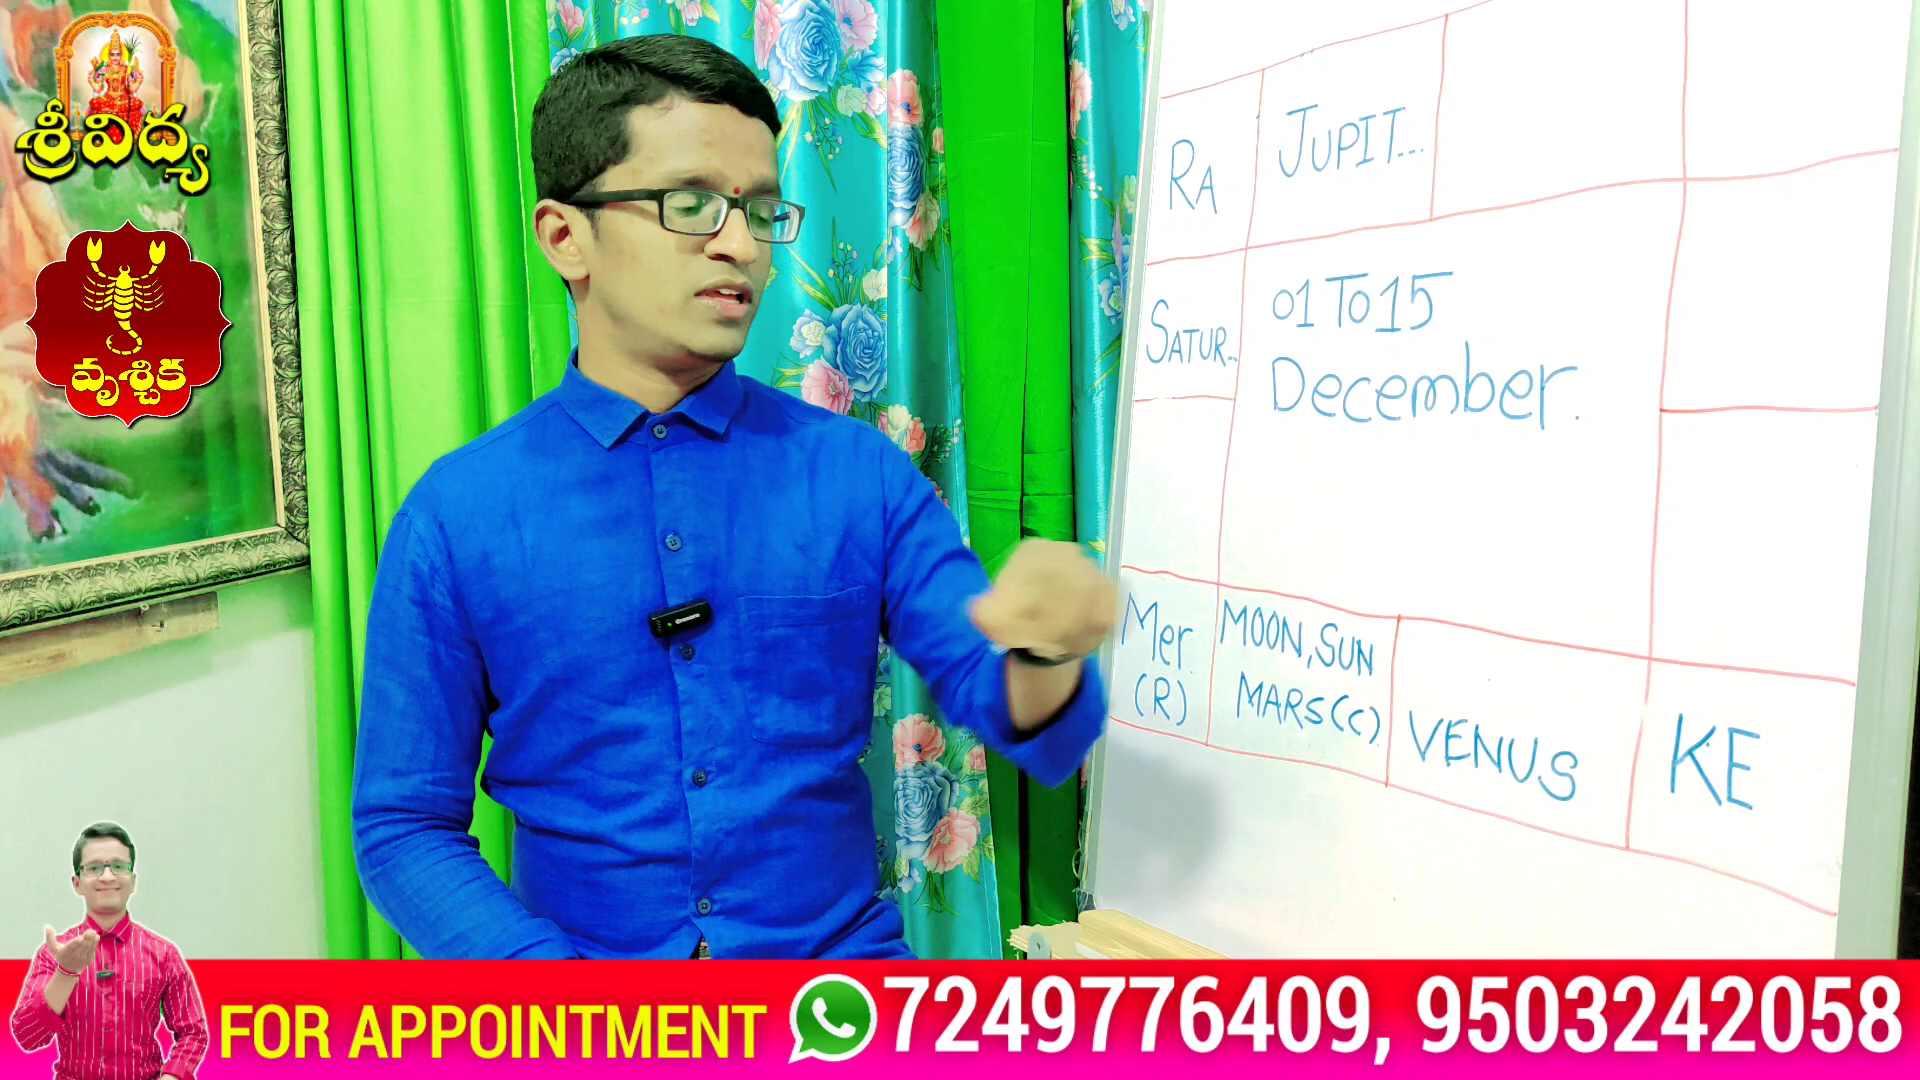 శ్రీవిద్య
వృశ్చిక
RA
JUPIT...
SATUR..
01 TO 15
December.
Mer
(R)
MOON, SUN
MARS(C)
VENUS
KE
FOR APPOINTMENT
7249776409, 9503242058